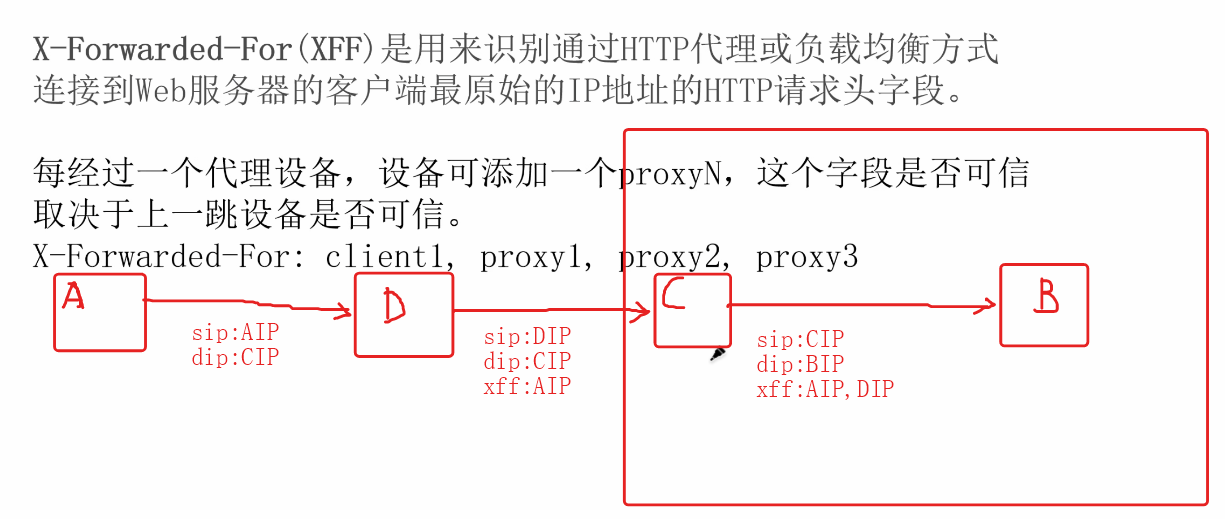 X-Forwarded-For(XFF)是用来识别通过HTTP代理或负载均衡方式
连接到Web服务器的客户端最原始的IP地址的HTTP请求头字段。
每经过一个代理设备，设备可添加一个proxyN，这个字段是否可信
取决于上一跳设备是否可信。
X-Forwarded-For: client1, proxy1, proxy2, proxy3
A
D
C
B
sip:AIP
dip:CIP
sip:DIP
dip:CIP
xff:AIP
sip:CIP
dip:BIP
xff:AIP,DIP